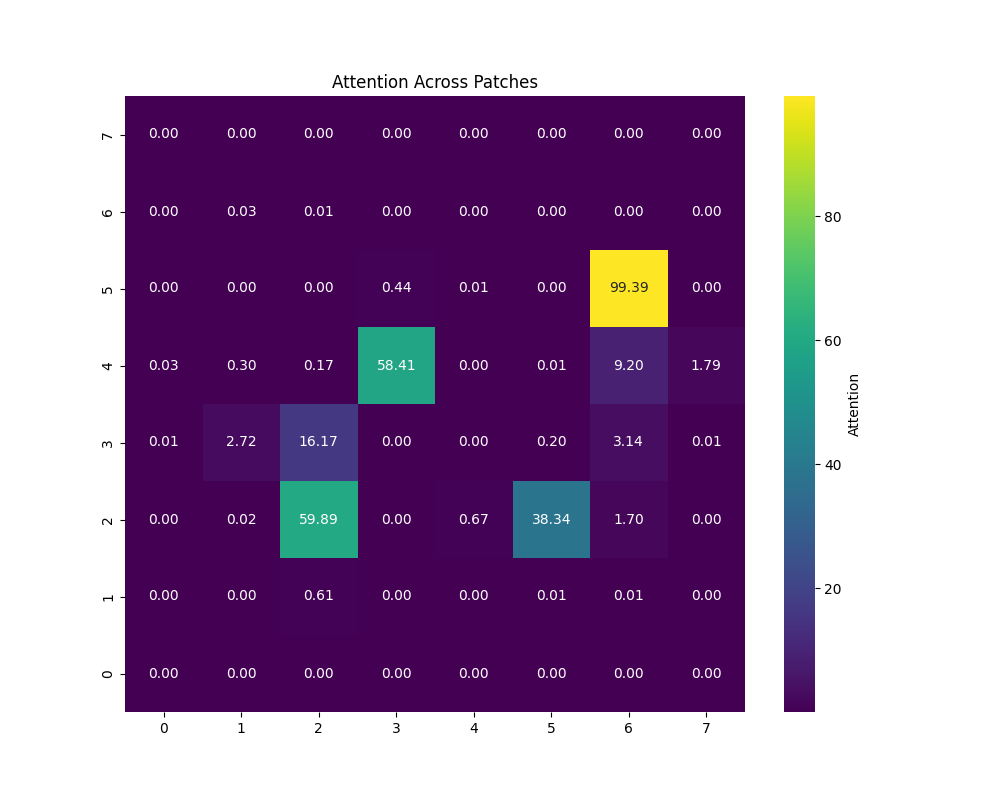 Attention Across Patches
7 0.00 0.00 0.00 0.00 0.00 0.00 0.00 0.00
6 0.00 0.03 0.01 0.00 0.00 0.00 0.00 0.00 80
5 0.00 0.00 0.00 0.44 0.01 0.00 99.39 0.00
60
4 0.03 0.30 0.17 58.41 0.00 0.01 9.20 1.79
Attention
3 0.01 2.72 16.17 0.00 0.00 0.20 3.14 0.01
40
2 0.00 0.02 59.89 0.00 0.67 38.34 1.70 0.00
1 0.00 0.00 0.61 0.00 0.00 0.01 0.01 0.00 20
0 0.00 0.00 0.00 0.00 0.00 0.00 0.00 0.00
0 1 2 3 4 5 6 7